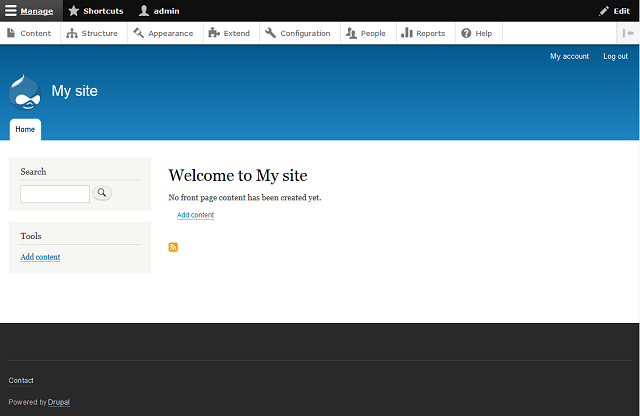 Manage Shortcuts admin Edit
Content Structure Appearance Extend Configuration People Reports Help
My account Log out
My site
Home
Search
Welcome to My site
No front page content has been created yet.
Add content
Tools
Add content
Contact
Powered by Drupal